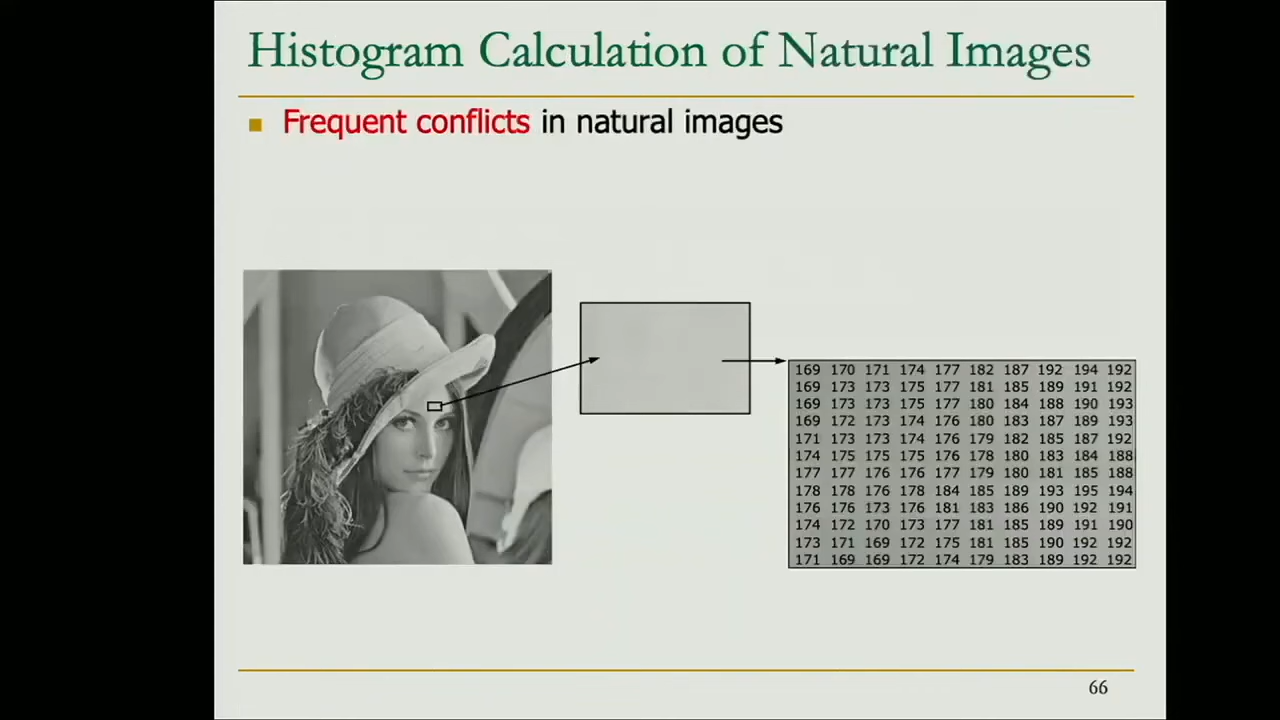 Histogram Calculation of Natural Images
Frequent conflicts in natural images
169 170 171 174 177 182 187 192 194 192
169 173 173 175 177 181 185 189 191 192
169 173 173 175 177 180 184 188 190 193
169 172 173 174 176 180 183 187 189 193
171 173 173 174 176 179 182 185 187 192
174 175 175 175 176 178 180 183 184 188
177 177 176 176 177 179 180 181 185 188
178 178 176 178 184 185 189 193 195 194
176 176 173 176 181 183 186 190 192 191
174 172 170 173 177 181 185 189 191 190
173 171 169 172 175 181 185 190 192 192
171 169 169 172 174 179 183 189 192 192
66